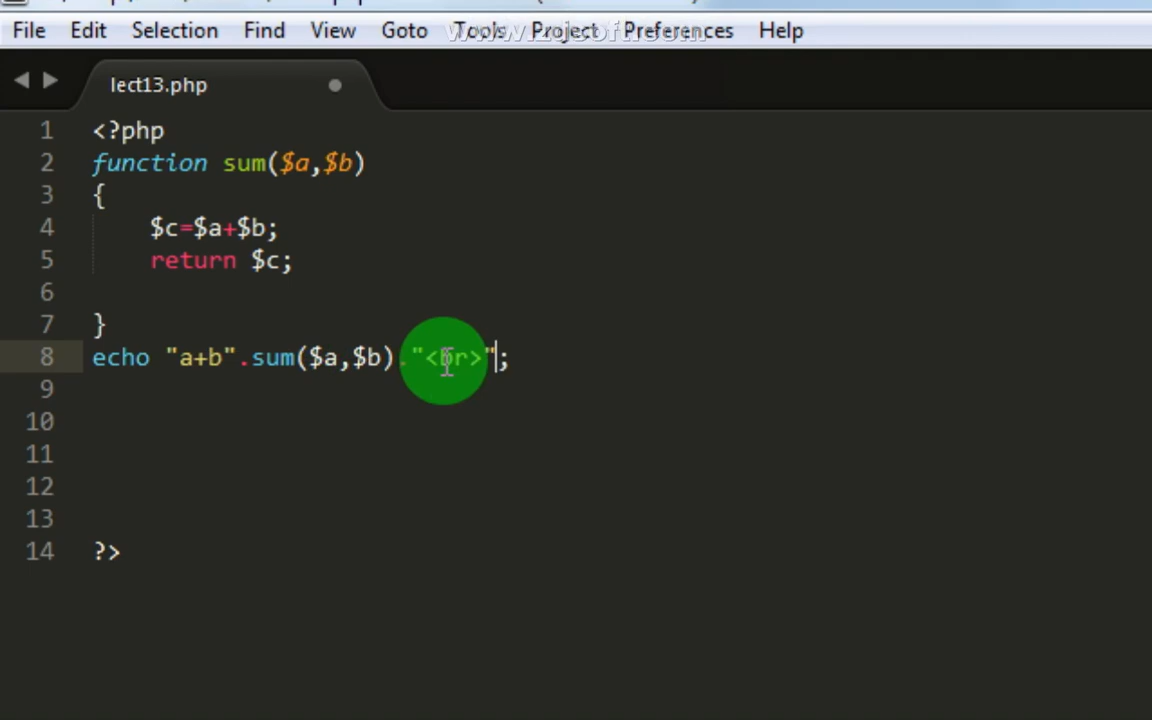 File Edit Selection Find View Goto Tools Project Preferences Help
lect13.php
1 <?php
2 function sum($a,$b)
3 {
4 $c=$a+$b;
5 return $c;
6
7 }
8 echo "a+b".sum($a,$b)."<br>";
9
10
11
12
13
14 ?>